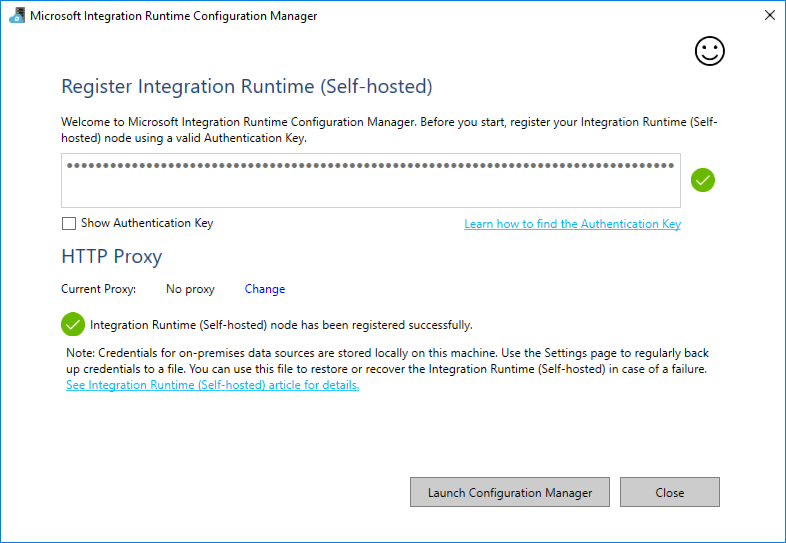 Microsoft Integration Runtime Configuration Manager
Register Integration Runtime (Self-hosted)
Welcome to Microsoft Integration Runtime Configuration Manager. Before you start, register your Integration Runtime (Self-
hosted) node using a valid Authentication Key.
Show Authentication Key
Learn how to find the Authentication Key
HTTP Proxy
Current Proxy: No proxy Change
Integration Runtime (Self-hosted) node has been registered successfully.
Note: Credentials for on-premises data sources are stored locally on this machine. Use the Settings page to regularly back
up credentials to a file. You can use this file to restore or recover the Integration Runtime (Self-hosted) in case of a failure.
See Integration Runtime (Self-hosted) article for details.
Launch Configuration Manager
Close